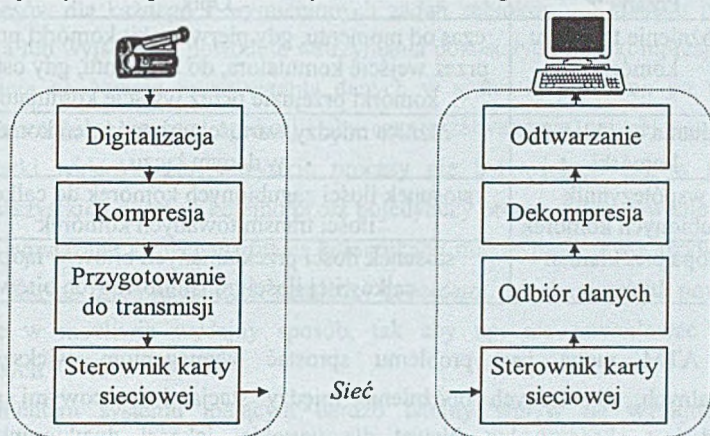 Digitalizacja
Kompresja
Przygotowanie
do transmisji
Sterownik karty
sieciowej
Sieć
Odtwarzanie
Dekompresja
Odbiór danych
Sterownik karty
sieciowej